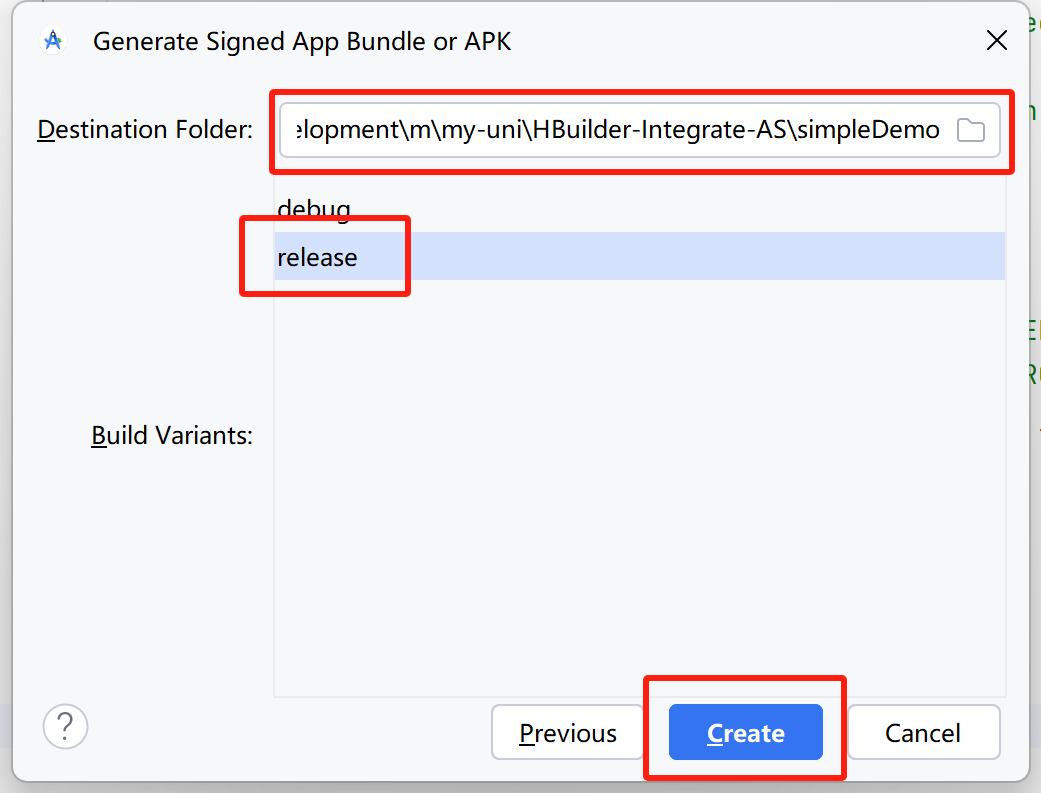 Generate Signed App Bundle or APK
Destination Folder: elopment\m\my-uni\HBuilder-Integrate-AS\simpleDemo
debug
release
Build Variants:
? Previous Create Cancel